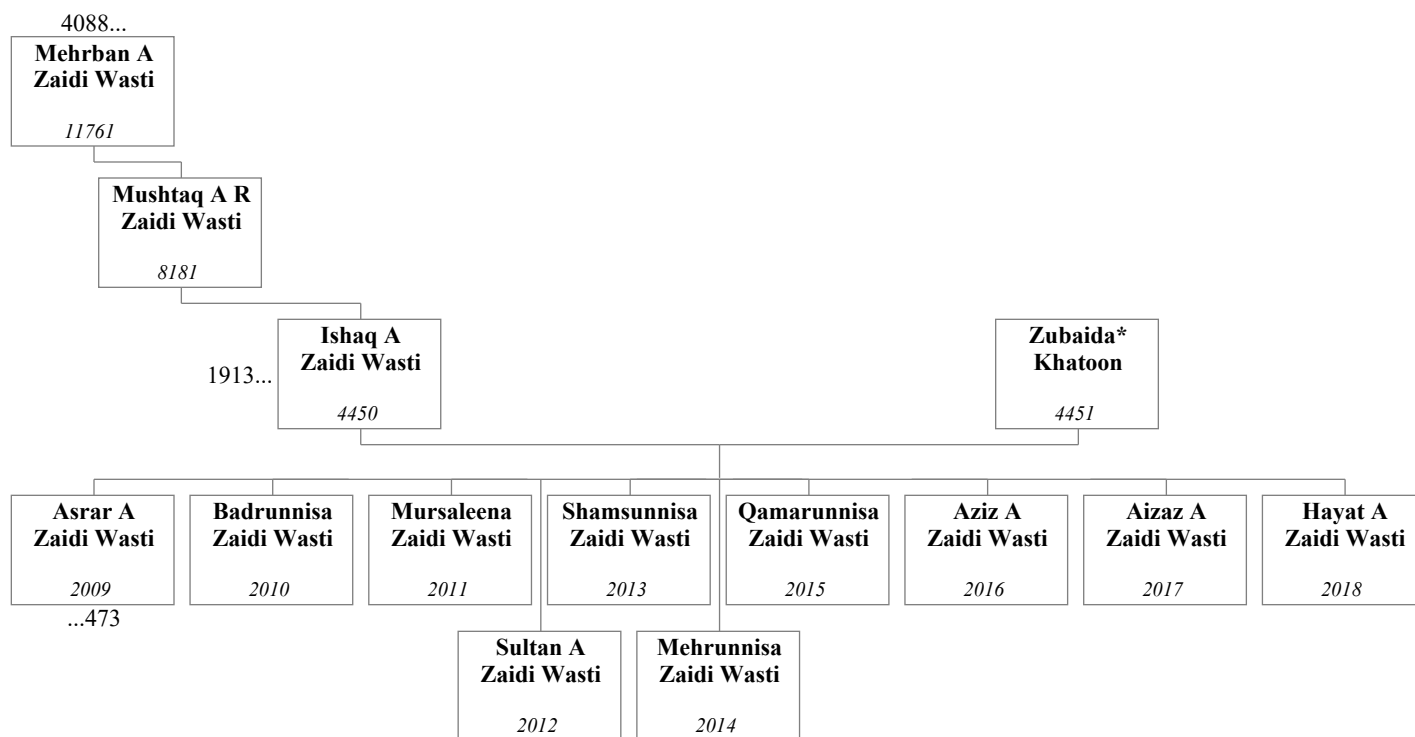 4088...
Mehrban A
Zaidi Wasti
11761
Mushtaq A R
Zaidi Wasti
8181
1913...
Ishaq A
Zaidi Wasti
4450
Zubaida*
Khatoon
4451
Asrar A
Zaidi Wasti
2009
...473
Badrunnisa
Zaidi Wasti
2010
Mursaleena
Zaidi Wasti
2011
Shamsunnisa
Zaidi Wasti
2013
Qamarunnisa
Zaidi Wasti
2015
Aziz A
Zaidi Wasti
2016
Aizaz A
Zaidi Wasti
2017
Hayat A
Zaidi Wasti
2018
Sultan A
Zaidi Wasti
2012
Mehrunnisa
Zaidi Wasti
2014